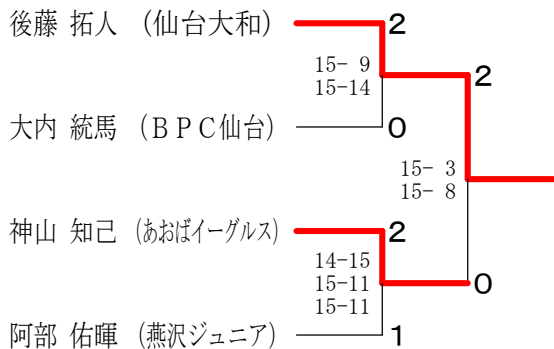 後藤 拓人 (仙台大和) 2
15- 9
15-14
2
大内 統馬 (BPC仙台) 0
15- 3
15- 8
神山 知己 (あおばイーグルス) 2
14-15
15-11
15-11
0
阿部 佑暉 (燕沢ジュニア) 1